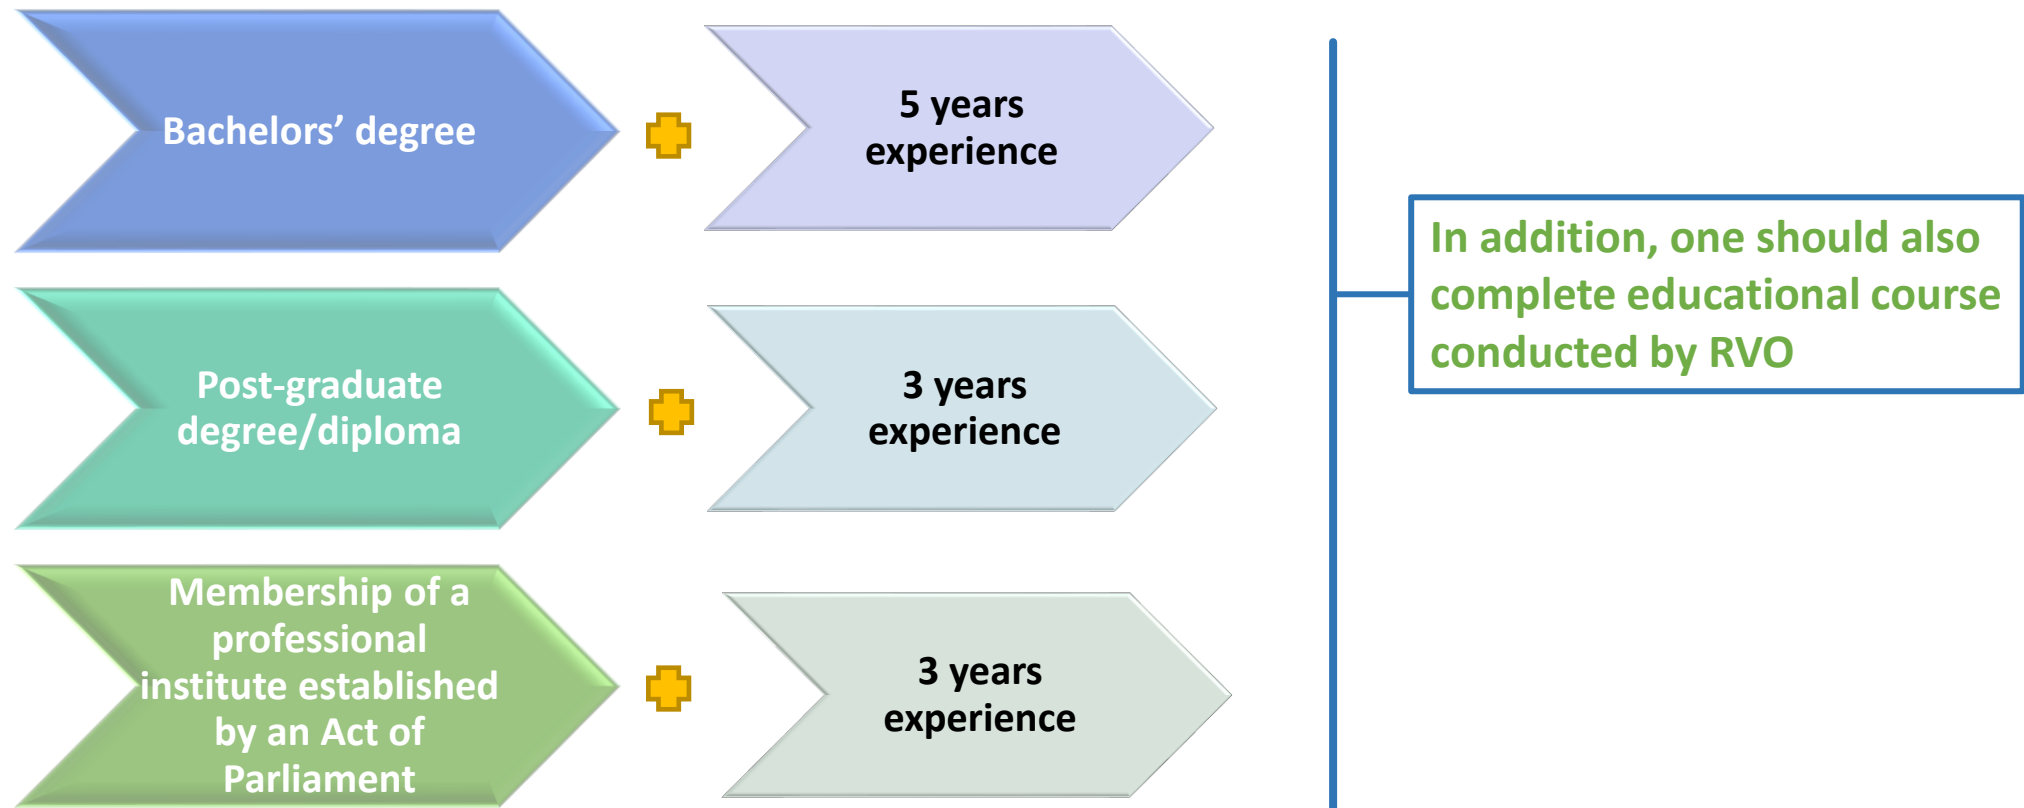 Bachelors’ degree
5 years
experience
Post-graduate
degree/diploma
3 years
experience
Membership of a
professional
institute established
by an Act of
Parliament
3 years
experience
In addition, one should also
complete educational course
conducted by RVO